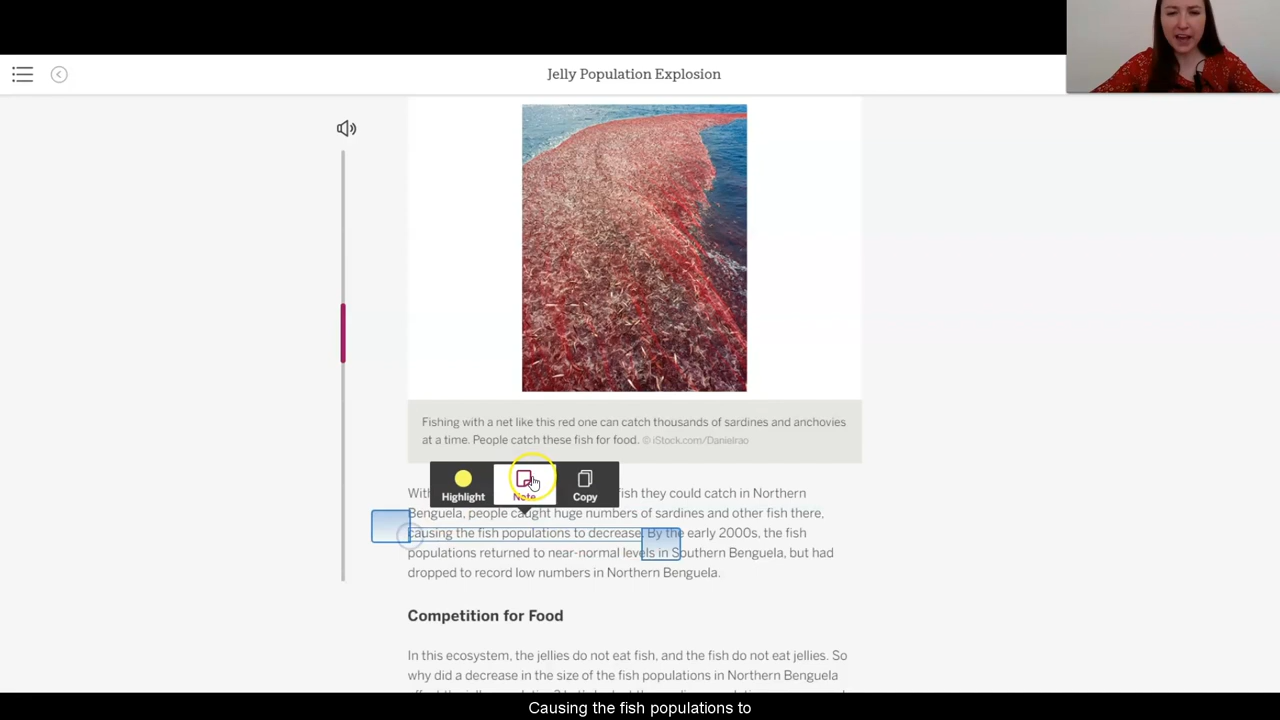 Jelly Population Explosion
Fishing with a net like this red one can catch thousands of sardines and anchovies
at a time. People catch these fish for food. © iStock.com/Danielrao
Highlight
Note
Copy
With fish they could catch in Northern
Benguela, people caught huge numbers of sardines and other fish there,
causing the fish populations to decrease. By the early 2000s, the fish
populations returned to near-normal levels in Southern Benguela, but had
dropped to record low numbers in Northern Benguela.
Competition for Food
In this ecosystem, the jellies do not eat fish, and the fish do not eat jellies. So
why did a decrease in the size of the fish populations in Northern Benguela
Causing the fish populations to